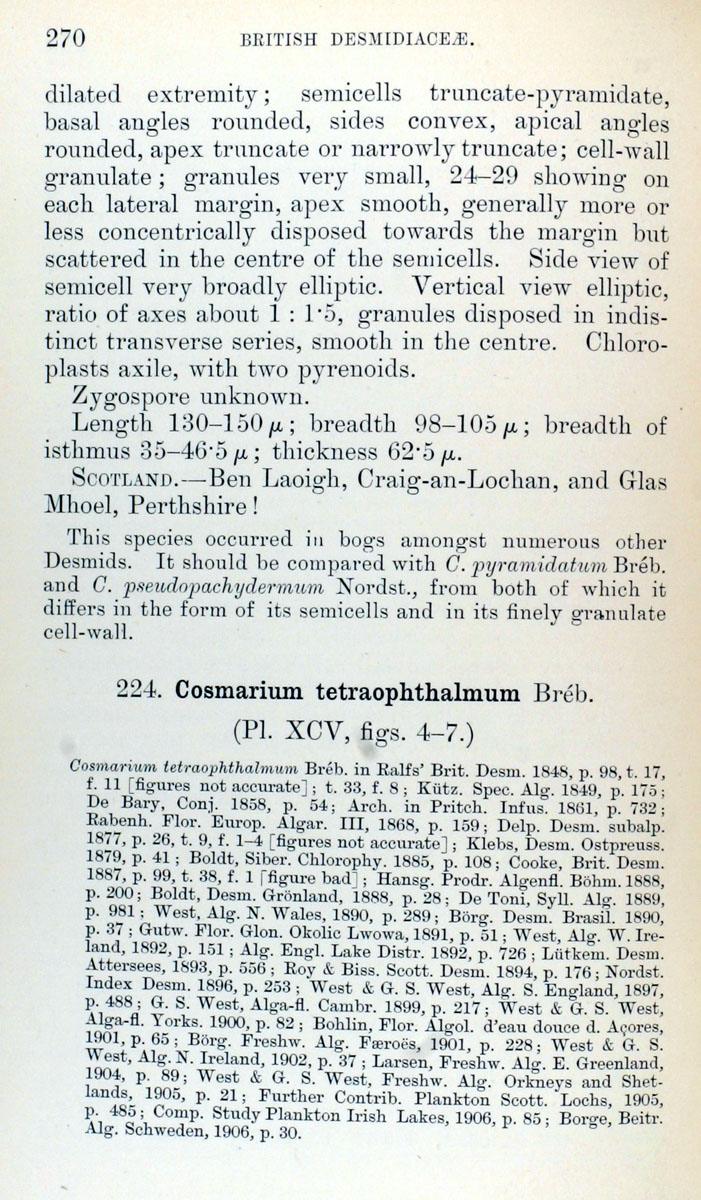 270
BRITISH DESMIDIACEÆ.
dilated extremity; semicells truncate-pyramidate,
basal angles rounded, sides convex, apical angles
rounded, apex truncate or narrowly truncate; cell-wall
granulate; granules very small, 24–29 showing on
each lateral margin, apex smooth, generally more or
less concentrically disposed towards the margin but
scattered in the centre of the semicells. Side view of
semicell very broadly elliptic. Vertical view elliptic,
ratio of axes about 1 : 1·5, granules disposed in indis-
tinct transverse series, smooth in the centre. Chloro-
plasts axile, with two pyrenoids.
Zygospore unknown.
Length 130–150 μ; breadth 98–105 μ; breadth of
isthmus 35–46·5 μ; thickness 62·5 μ.
SCOTLAND.—Ben Laoigh, Craig-an-Lochan, and Glas
Mhoel, Perthshire!
This species occurred in bogs amongst numerous other
Desmids. It should be compared with C. pyramidatum Bréb.
and C. pseudopachydermum Nordst., from both of which it
differs in the form of its semicells and in its finely granulate
cell-wall.
224. Cosmarium tetraophthalmum Bréb.
(Pl. XCV, figs. 4–7.)
Cosmarium tetraophthalmum Bréb. in Ralfs' Brit. Desm. 1848, p. 98, t. 17,
f. 11 [figures not accurate]; t. 33, f. 8; Kütz. Spec. Alg. 1849, p. 175;
De Bary, Conj. 1858, p. 54; Arch. in Pritch. Infus. 1861, p. 732;
Rabenh. Flor. Europ. Algar. III, 1868, p. 159; Delp. Desm. subalp.
1877, p. 26, t. 9, f. 1–4 [figures not accurate]; Klebs, Desm. Ostpreuss.
1879, p. 41; Boldt, Siber. Chlorophy. 1885, p. 108; Cooke, Brit. Desm.
1887, p. 99, t. 38, f. 1 [figure bad]; Hansg. Prodr. Algenfl. Böhm. 1888,
p. 200; Boldt, Desm. Grönland, 1888, p. 28; De Toni, Syll. Alg. 1889,
p. 981; West, Alg. N. Wales, 1890, p. 289; Börg. Desm. Brasil. 1890,
p. 37; Gutw. Flor. Glon. Okolic Lwowa, 1891, p. 51; West, Alg. W. Ire-
land, 1892, p. 151; Alg. Engl. Lake Distr. 1892, p. 726; Lütkem. Desm.
Attersees, 1893, p. 556; Roy & Biss. Scott. Desm. 1894, p. 176; Nordst.
Index Desm. 1896, p. 253; West & G. S. West, Alg. S. England, 1897,
p. 488; G. S. West, Alga-fl. Cambr. 1899, p. 217; West & G. S. West,
Alga-fl. Yorks. 1900, p. 82; Bohlin, Flor. Algol. d'eau douce d. Açores,
1901, p. 65; Börg. Freshw. Alg. Færoës, 1901, p. 228; West & G. S.
West, Alg. N. Ireland, 1902, p. 37; Larsen, Freshw. Alg. E. Greenland,
1904, p. 89; West & G. S. West, Freshw. Alg. Orkneys and Shet-
lands, 1905, p. 21; Further Contrib. Plankton Scott. Lochs, 1905,
p. 485; Comp. Study Plankton Irish Lakes, 1906, p. 85; Borge, Beitr.
Alg. Schweden, 1906, p. 30.